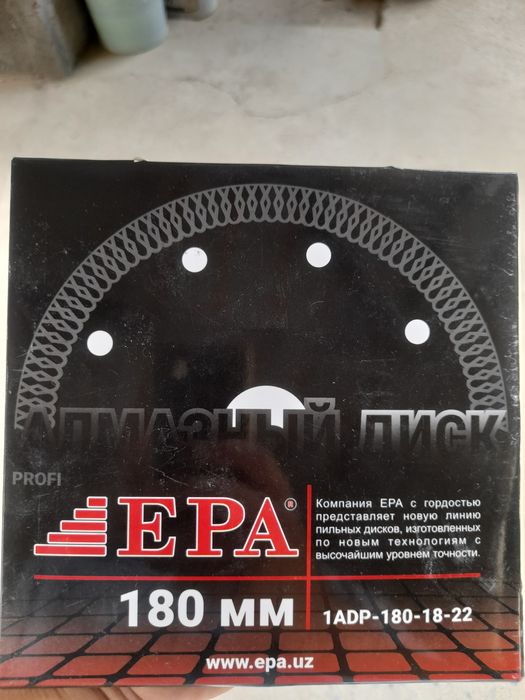 АЛМАЗНЫЙ ДИСК
PROFI
EPA®
Компания EPA с гордостью
представляет новую линию
пильных дисков, изготовленных
по новым технологиям с
высочайшим уровнем точности.
180 мм
1ADP-180-18-22
www.epa.uz